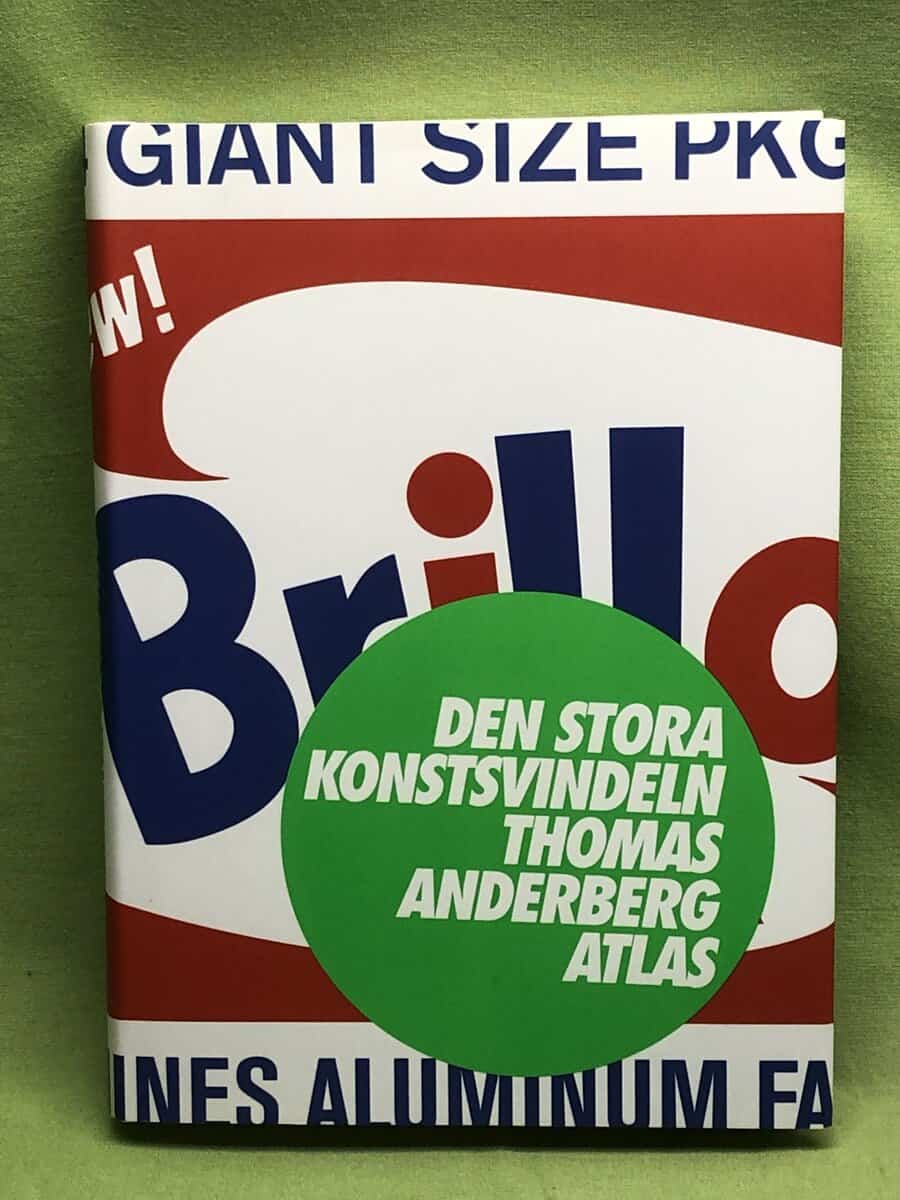 GIANT SIZE PKG
ew!
Brillo
DEN STORA
KONSTSVINDELN
THOMAS
ANDERBERG
ATLAS
INES ALUMINUM FA